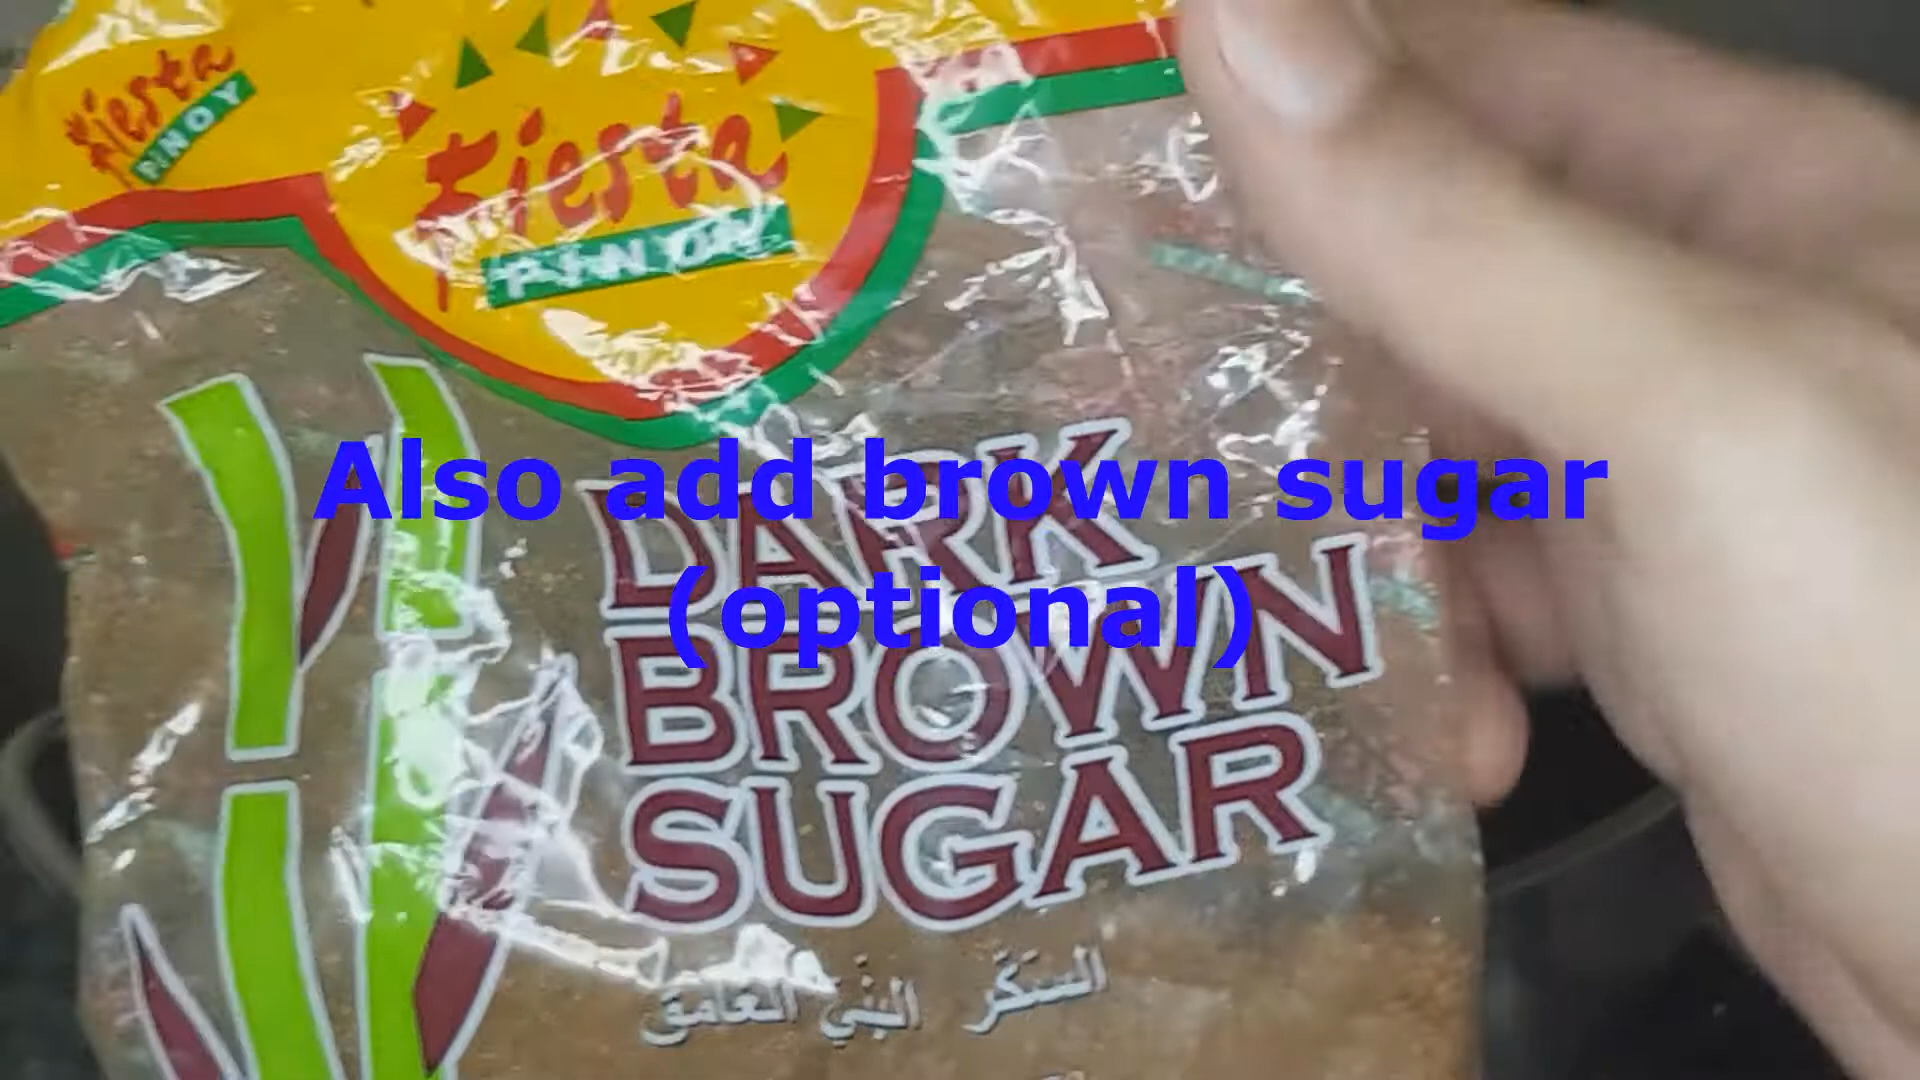 Fiesta
PINOY
Fiesta
PINOY
Also add brown sugar
(optional)
DARK
BROWN
SUGAR
السكر البني الغامق